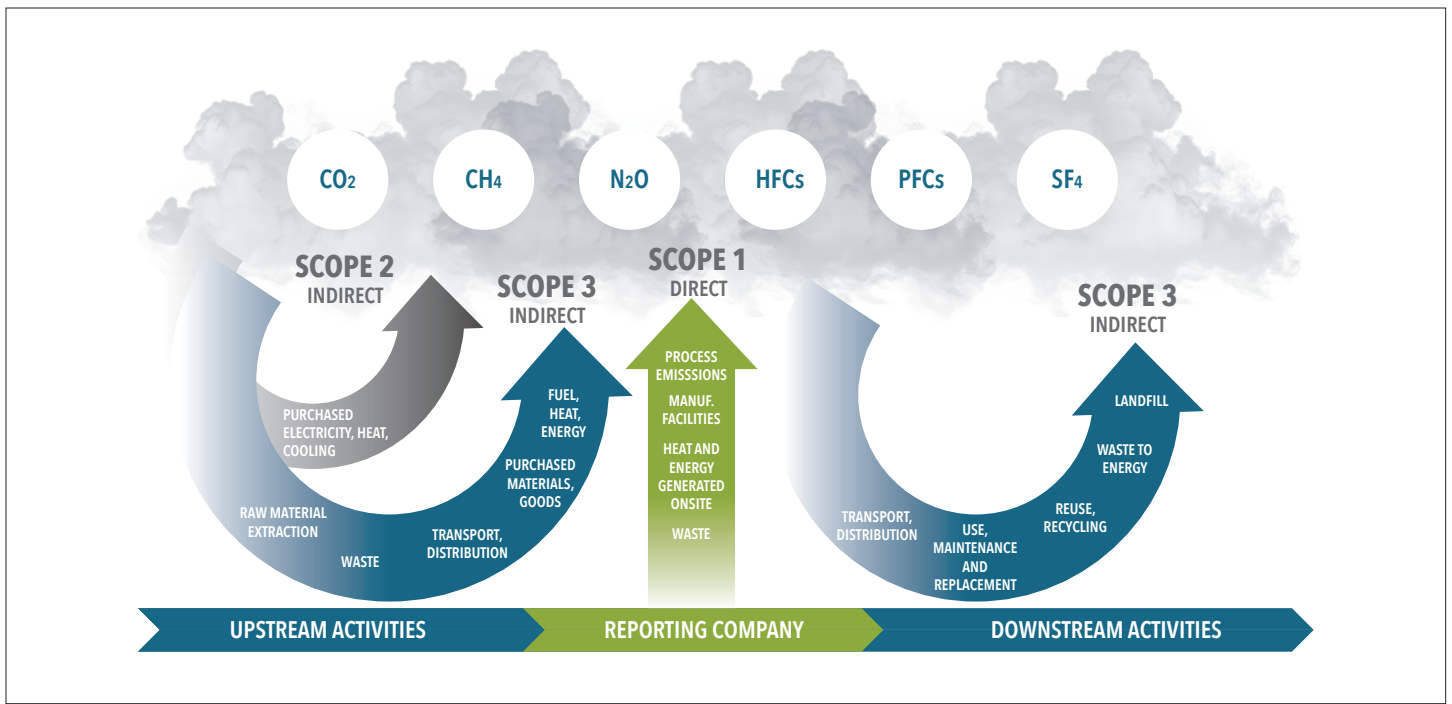 CO2
CH4
N2O
HFCs
PFCs
SF4
SCOPE 2
INDIRECT
SCOPE 3
INDIRECT
SCOPE 1
DIRECT
SCOPE 3
INDIRECT
PURCHASED
ELECTRICITY, HEAT,
COOLING
RAW MATERIAL
EXTRACTION
WASTE
TRANSPORT,
DISTRIBUTION
PURCHASED
MATERIALS,
GOODS
FUEL,
HEAT,
ENERGY
PROCESS
EMISSSIONS
MANUF.
FACILITIES
HEAT AND
ENERGY
GENERATED
ONSITE
WASTE
TRANSPORT,
DISTRIBUTION
USE,
MAINTENANCE
AND
REPLACEMENT
REUSE,
RECYCLING
WASTE TO
ENERGY
LANDFILL
UPSTREAM ACTIVITIES
REPORTING COMPANY
DOWNSTREAM ACTIVITIES